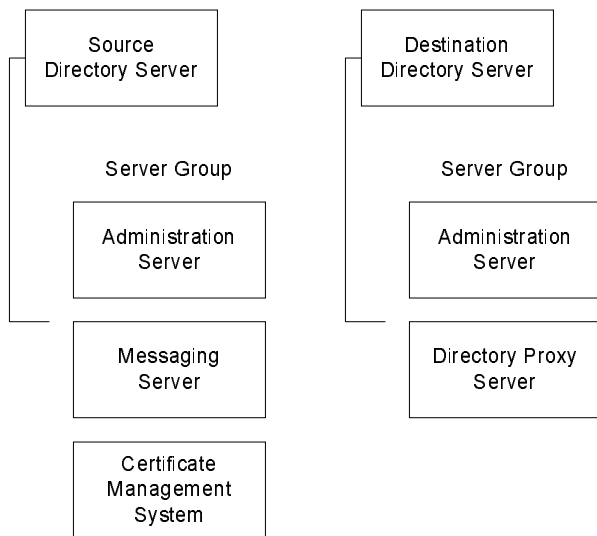 Source
Directory Server
Server Group
Administration
Server
Messaging
Server
Certificate
Management
System
Destination
Directory Server
Server Group
Administration
Server
Directory Proxy
Server